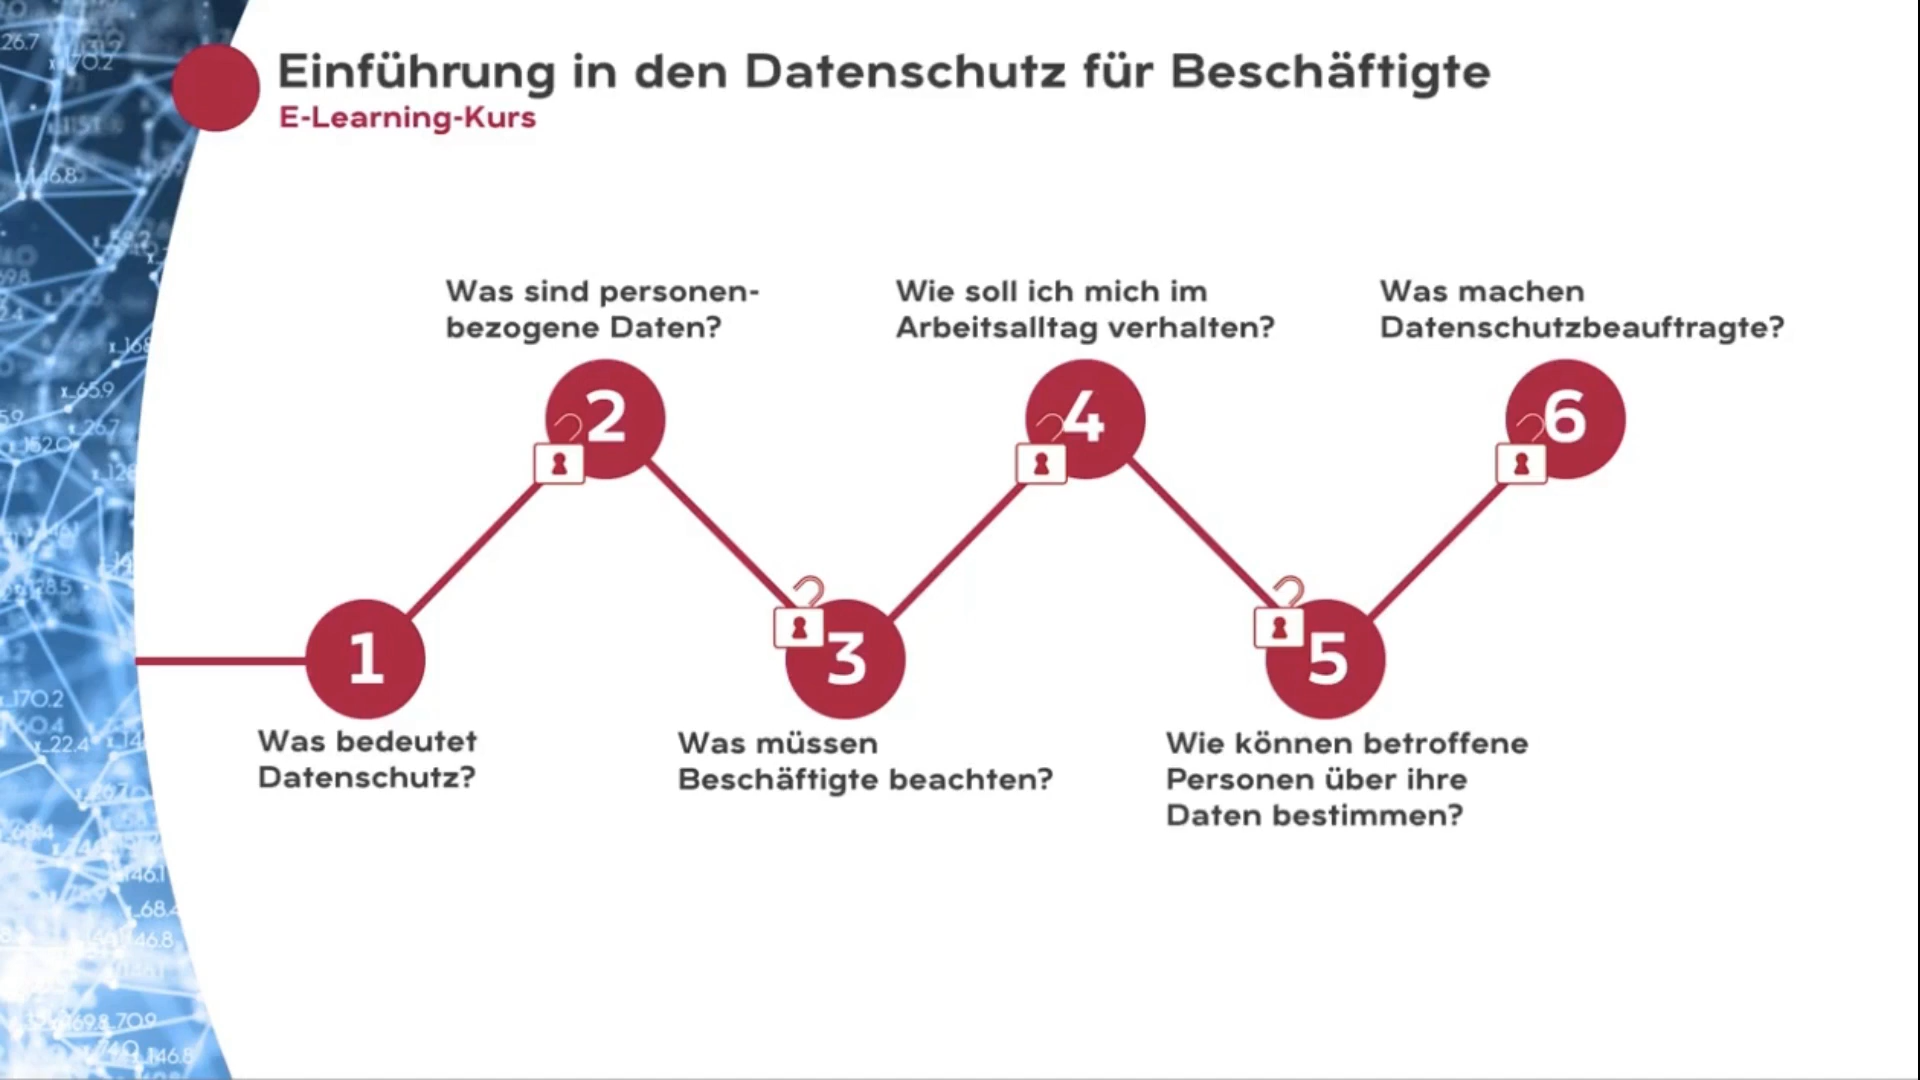 Einführung in den Datenschutz für Beschäftigte
E-Learning-Kurs
Was sind personen-
bezogene Daten?
Wie soll ich mich im
Arbeitsalltag verhalten?
Was machen
Datenschutzbeauftragte?
2
4
6
1
3
5
Was bedeutet
Datenschutz?
Was müssen
Beschäftigte beachten?
Wie können betroffene
Personen über ihre
Daten bestimmen?